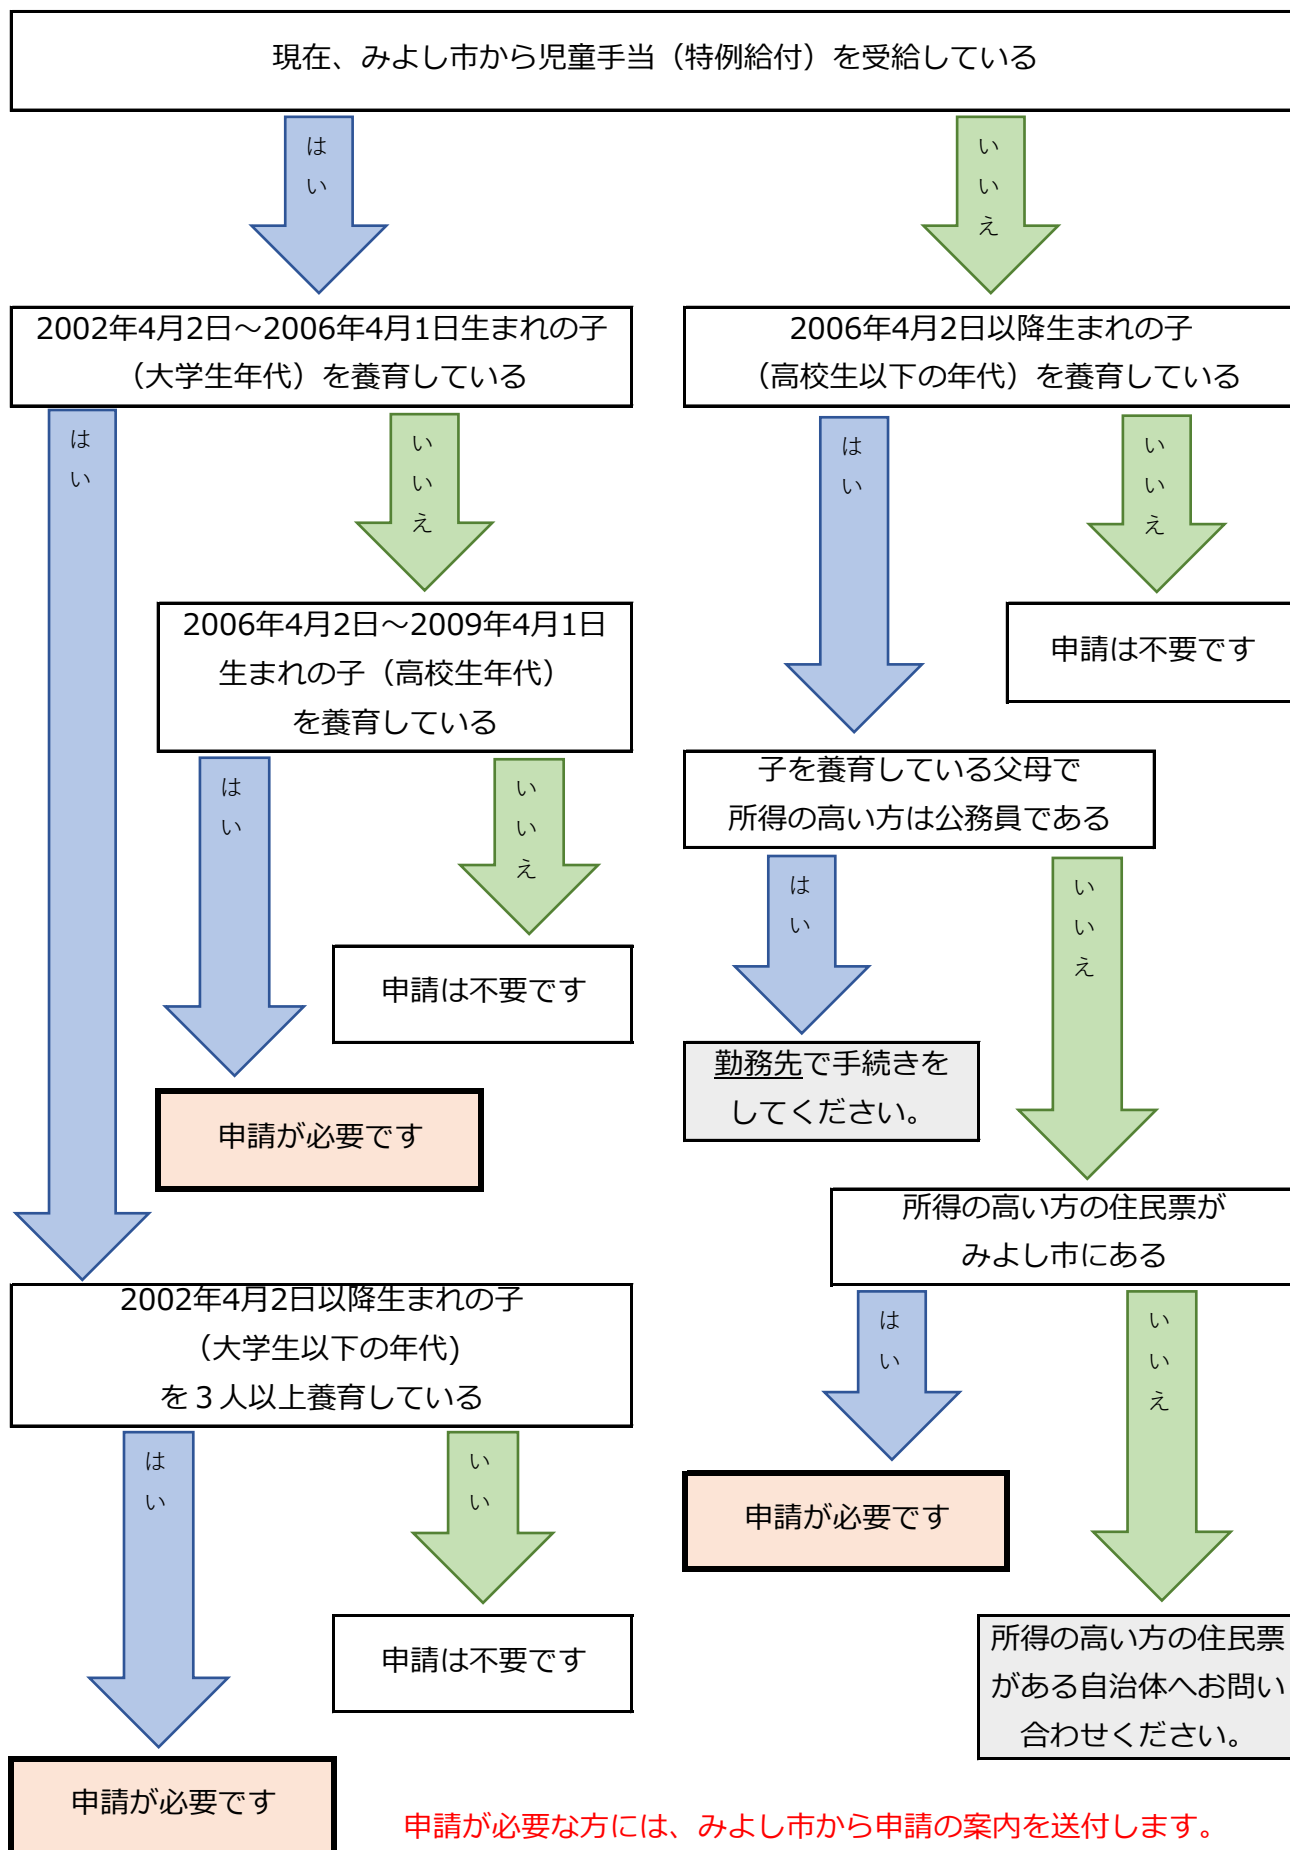 現在、みよし市から児童手当（特例給付）を受給している
はい
いいえ
2002年4月2日～2006年4月1日生まれの子
（大学生年代）を養育している
2006年4月2日以降生まれの子
（高校生以下の年代）を養育している
はい
いいえ
はい
いいえ
2006年4月2日～2009年4月1日
生まれの子（高校生年代）
を養育している
申請は不要です
はい
いいえ
子を養育している父母で
所得の高い方は公務員である
はい
いいえ
申請は不要です
勤務先で手続きを
してください。
申請が必要です
所得の高い方の住民票が
みよし市にある
2002年4月2日以降生まれの子
（大学生以下の年代)
を３人以上養育している
はい
いいえ
はい
いい
申請が必要です
申請は不要です
所得の高い方の住民票
がある自治体へお問い
合わせください。
申請が必要です
申請が必要な方には、みよし市から申請の案内を送付します。